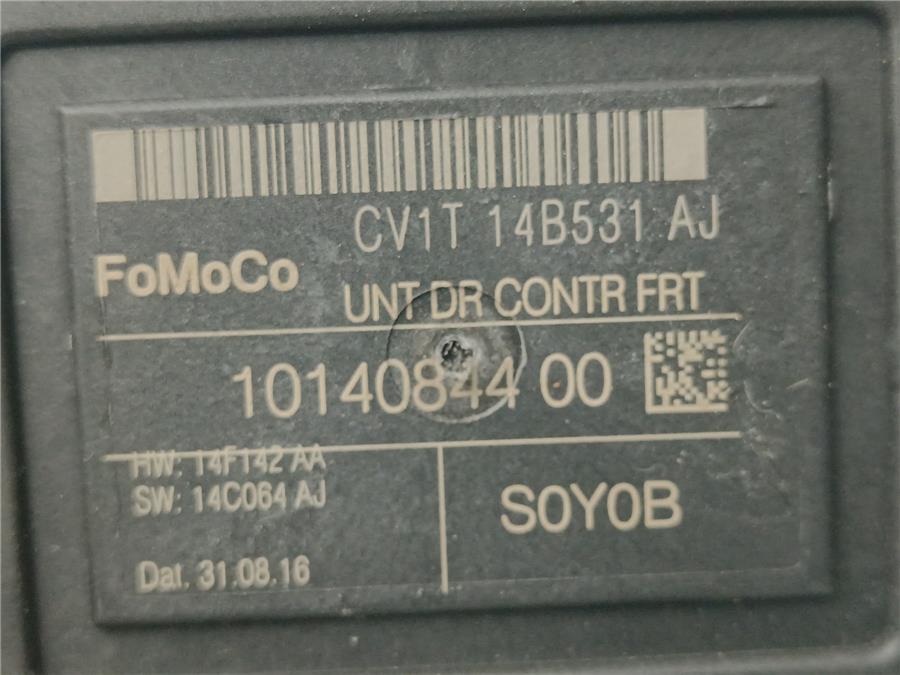 CV1T 14B531 AJ
FoMoCo
UNT DR CONTR FRT
10140844 00
HW: 14F142 AA
SW: 14C064 AJ
S0Y0B
Dat. 31.08.16